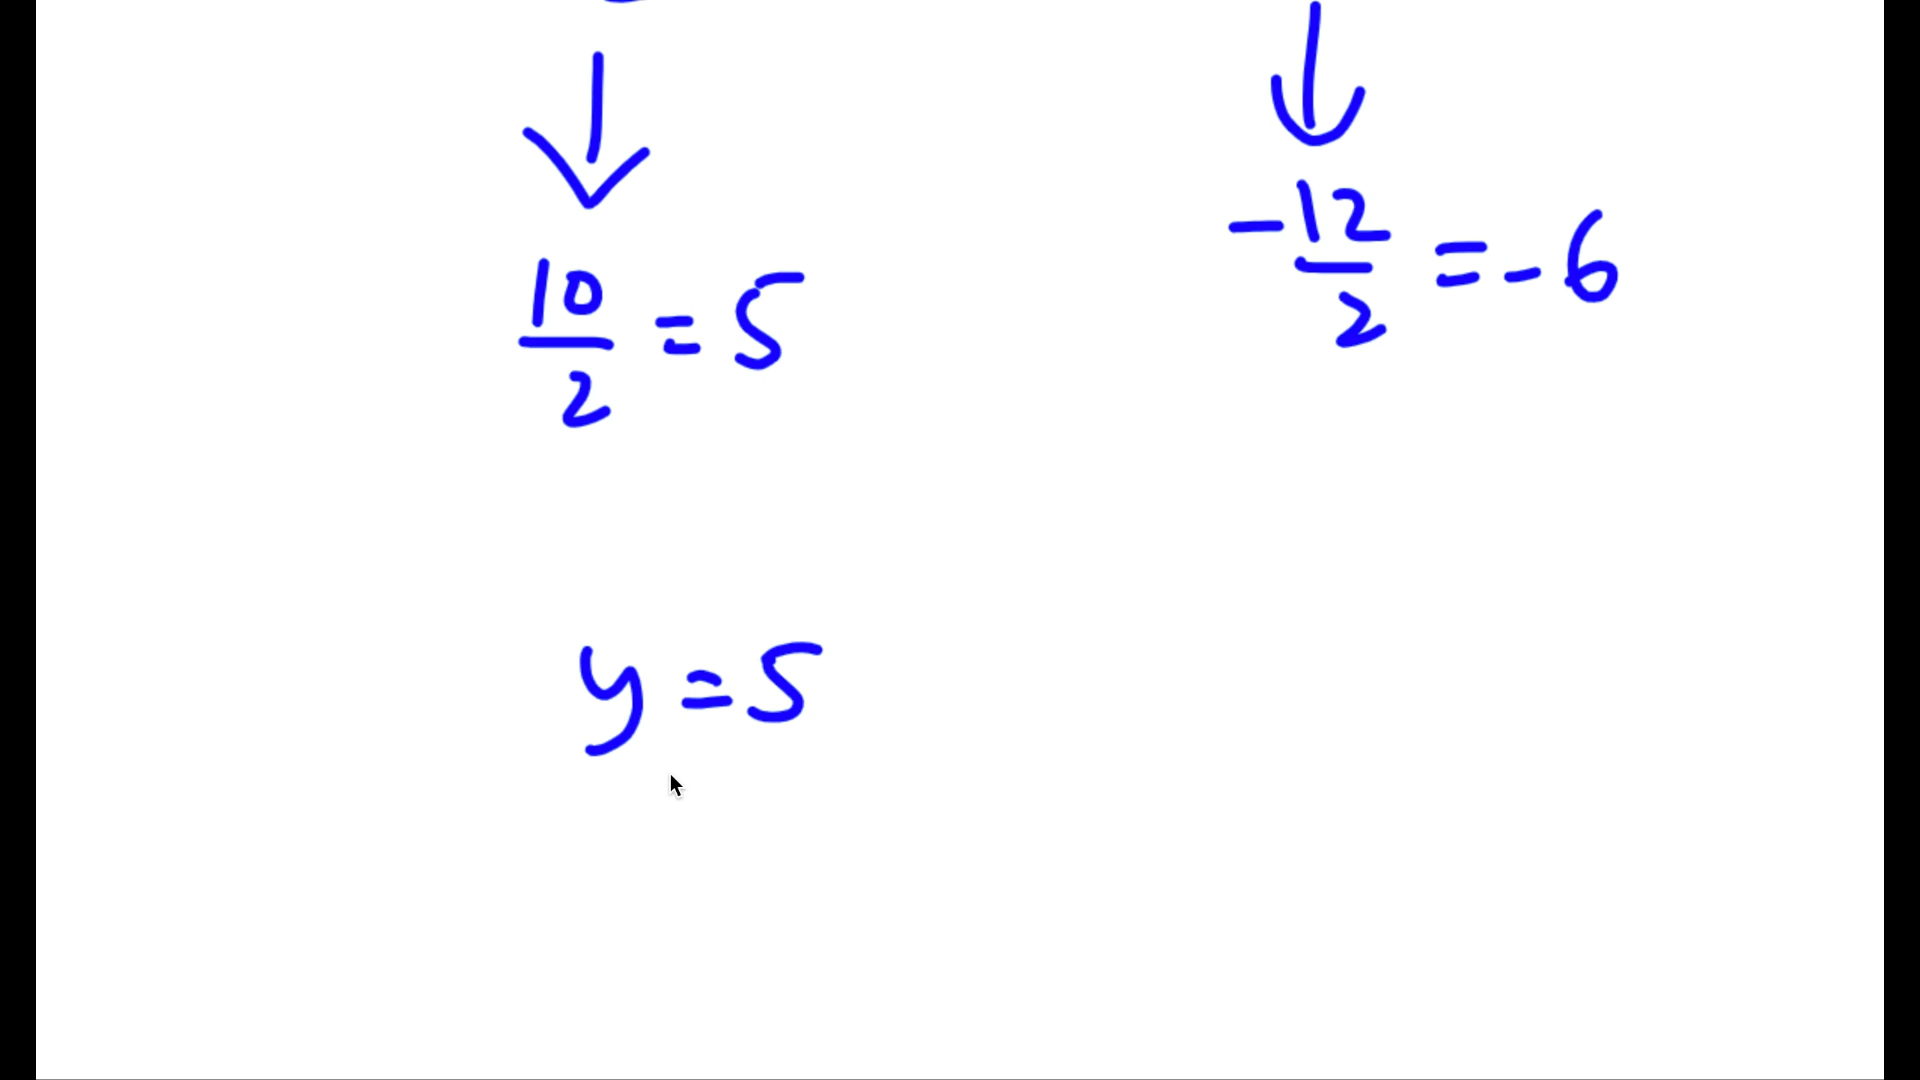 10/2 = 5
-12/2 = -6
y = 5